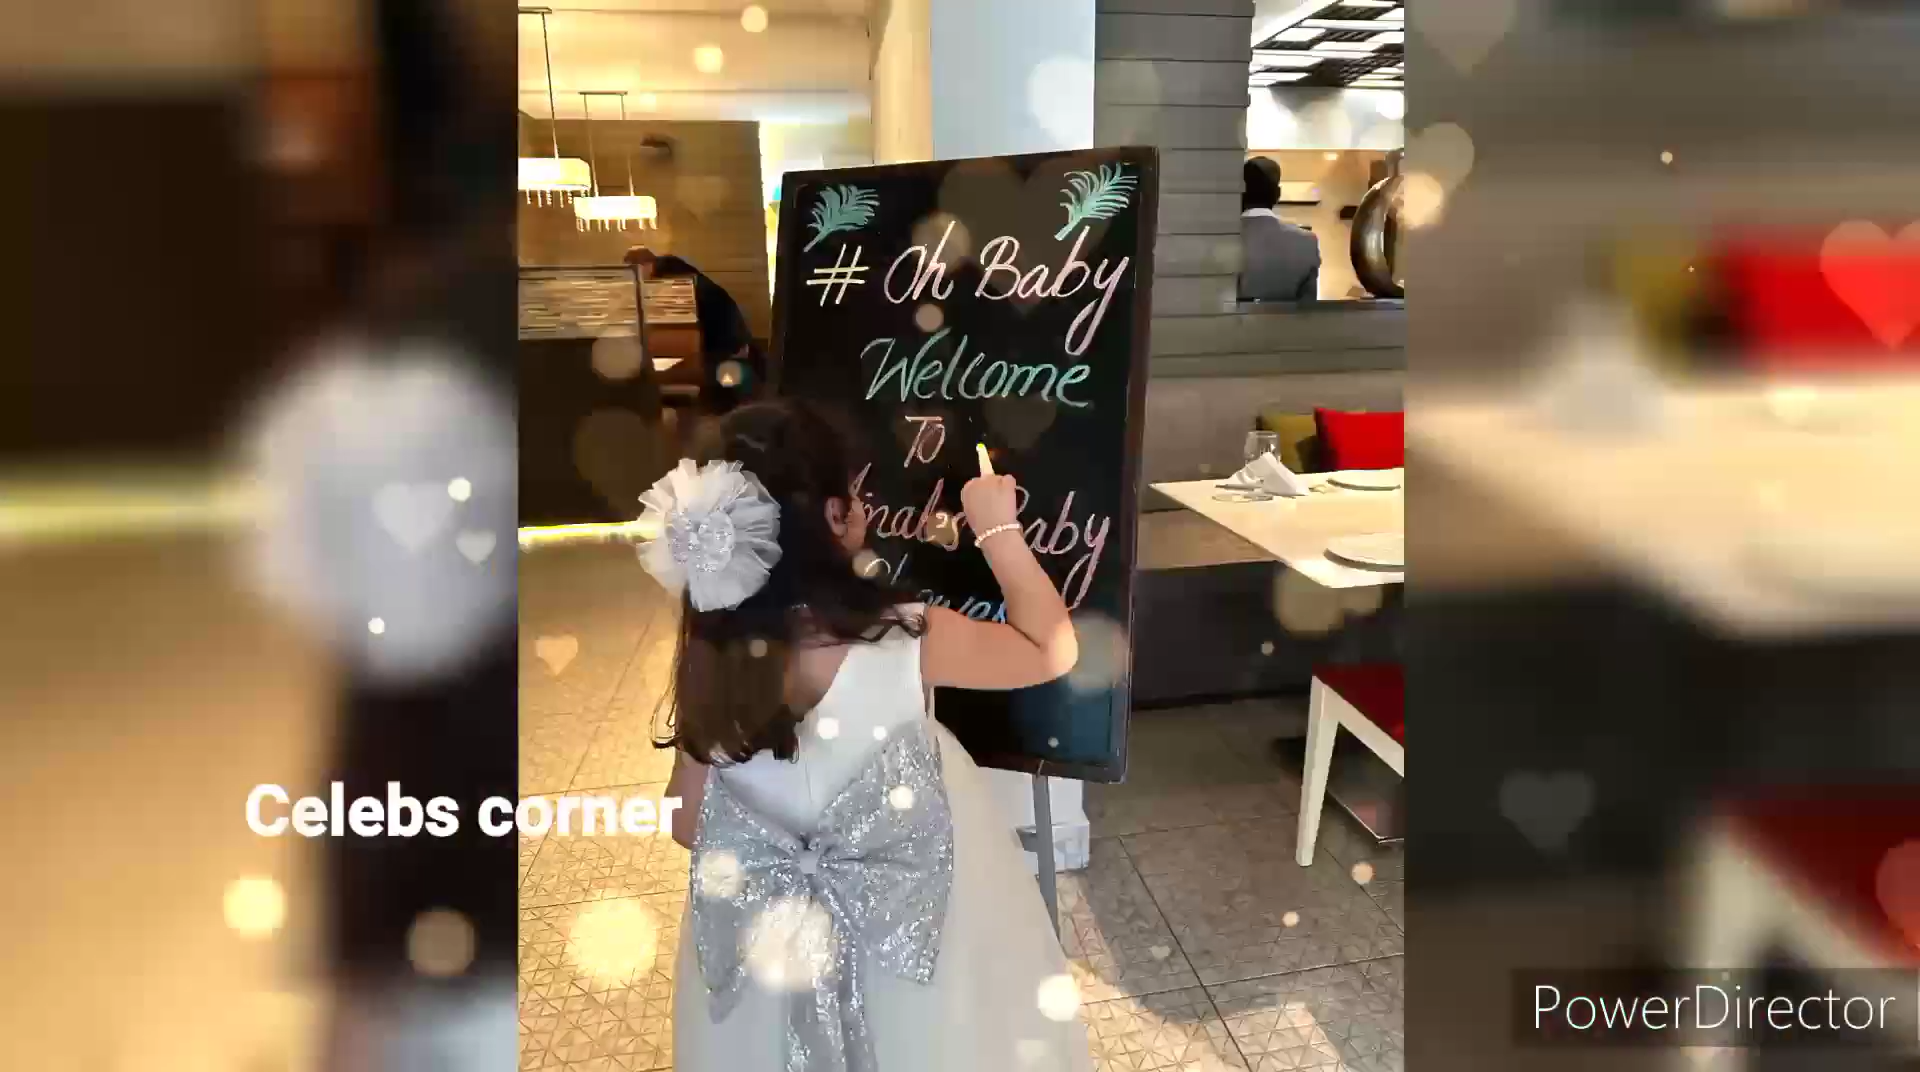 # Oh Baby
Welcome
To
Baby
Celebs corner
PowerDirector